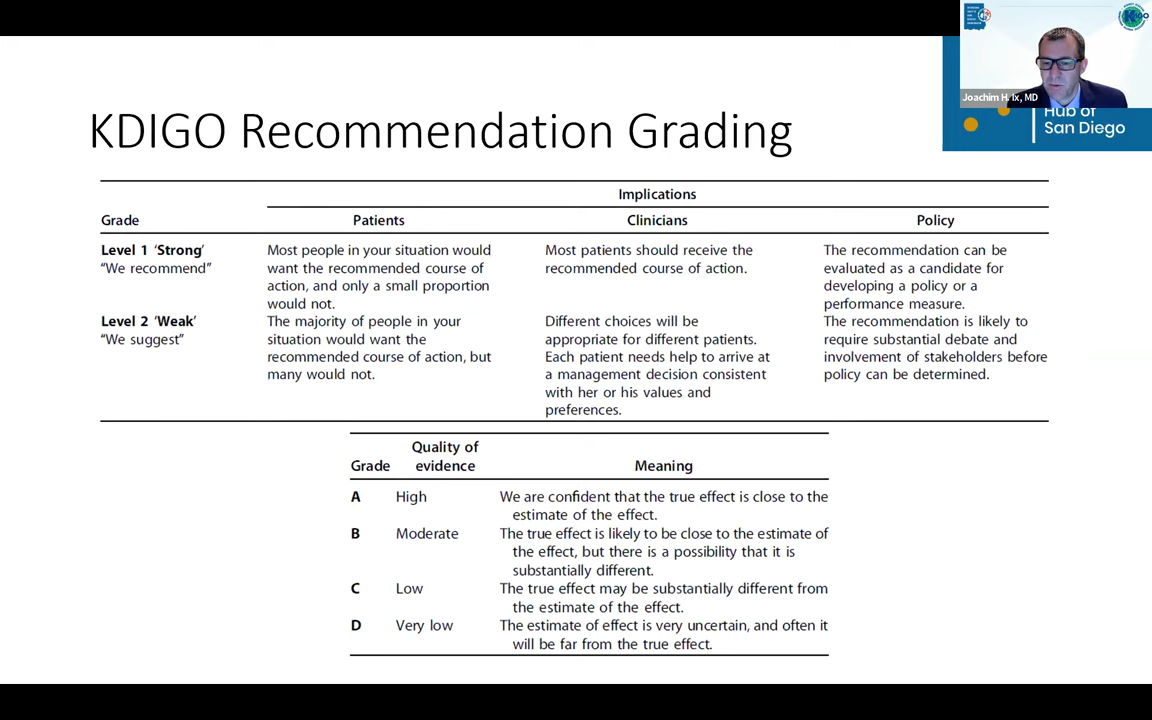 KDIGO Recommendation Grading
Joachim H. Ix, MD
Hub of
San Diego
Implications
Grade Patients Clinicians Policy
Level 1 ‘Strong’
“We recommend”
Most people in your situation would
want the recommended course of
action, and only a small proportion
would not.
Most patients should receive the
recommended course of action.
The recommendation can be
evaluated as a candidate for
developing a policy or a
performance measure.
Level 2 ‘Weak’
“We suggest”
The majority of people in your
situation would want the
recommended course of action, but
many would not.
Different choices will be
appropriate for different patients.
Each patient needs help to arrive at
a management decision consistent
with her or his values and
preferences.
The recommendation is likely to
require substantial debate and
involvement of stakeholders before
policy can be determined.
Quality of
Grade evidence Meaning
A High We are confident that the true effect is close to the
estimate of the effect.
B Moderate The true effect is likely to be close to the estimate of
the effect, but there is a possibility that it is
substantially different.
C Low The true effect may be substantially different from
the estimate of the effect.
D Very low The estimate of effect is very uncertain, and often it
will be far from the true effect.